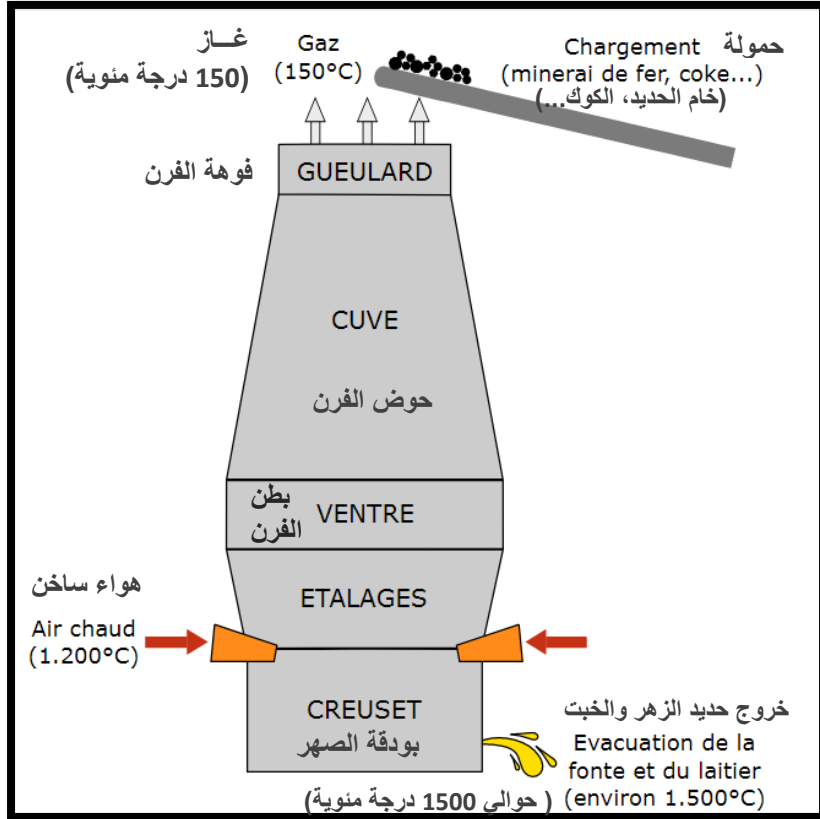 غـــاز
(150 درجة مئوية)
Gaz
(150°C)
Chargement حمولة
(minerai de fer, coke...)
(خام الحديد، الكوك...)
فوهة الفرن
GUEULARD
CUVE
حوض الفرن
بطن
الفرن
VENTRE
هواء ساخن
ETALAGES
Air chaud
(1.200°C)
CREUSET
بودقة الصهر
خروج حديد الزهر والخبت
Evacuation de la
fonte et du laitier
(environ 1.500°C)
( حوالي 1500 درجة مئوية)